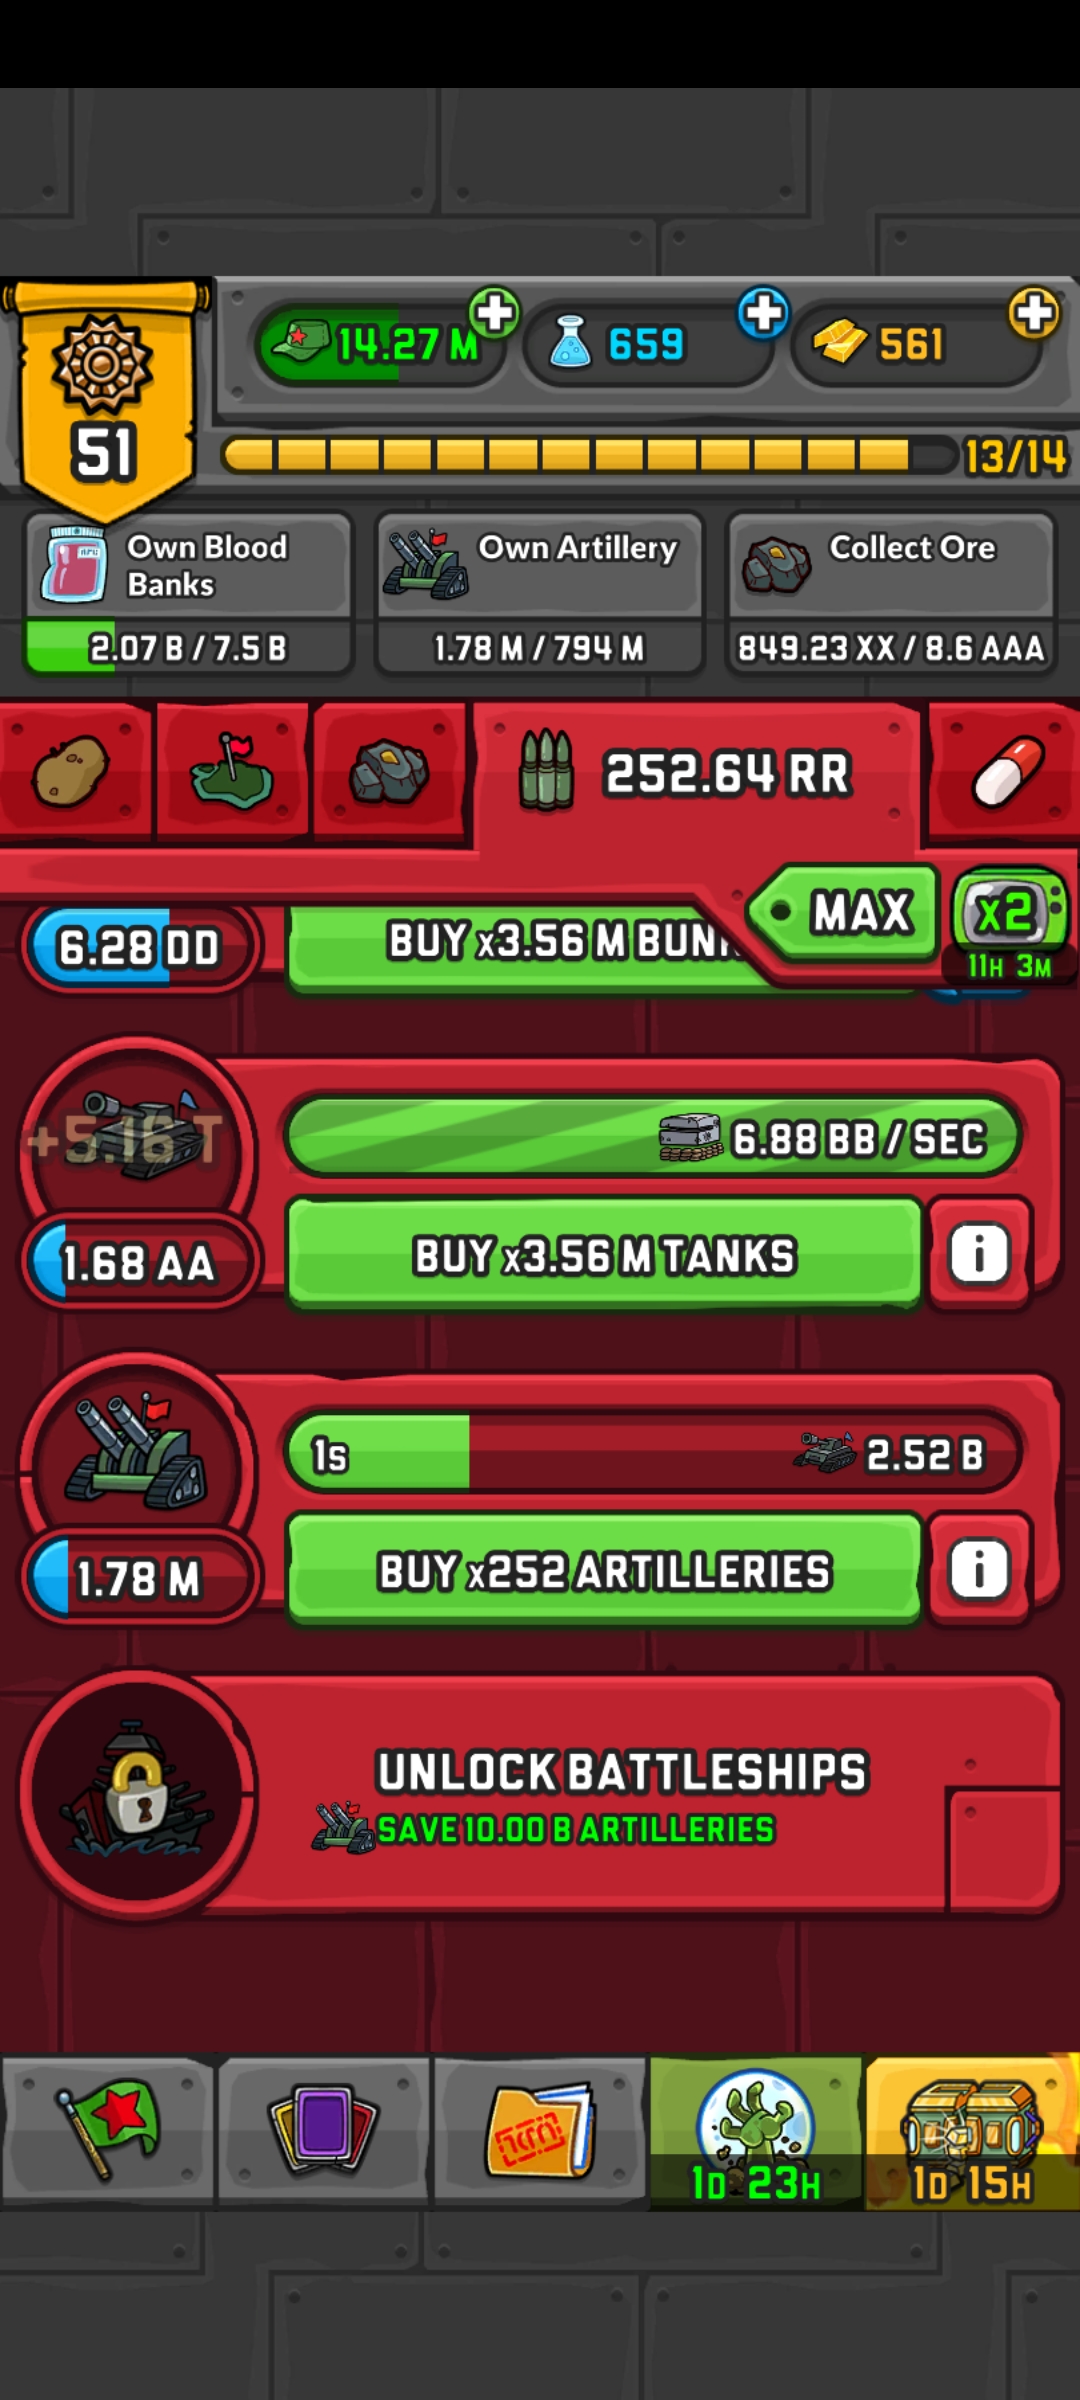 14.27 M
659
561
51
13/14
Own Blood
Banks
2.07 B / 7.5 B
Own Artillery
1.78 M / 794 M
Collect Ore
849.23 XX / 8.6 AAA
252.64 RR
MAX
x2
11H 3M
6.28 DD
BUY x3.56 M BUN
+5.16 T
6.88 BB / SEC
1.68 AA
BUY x3.56 M TANKS
i
1s
2.52 B
1.78 M
BUY x252 ARTILLERIES
i
UNLOCK BATTLESHIPS
SAVE 10.00 B ARTILLERIES
1D 23H
1D 15H